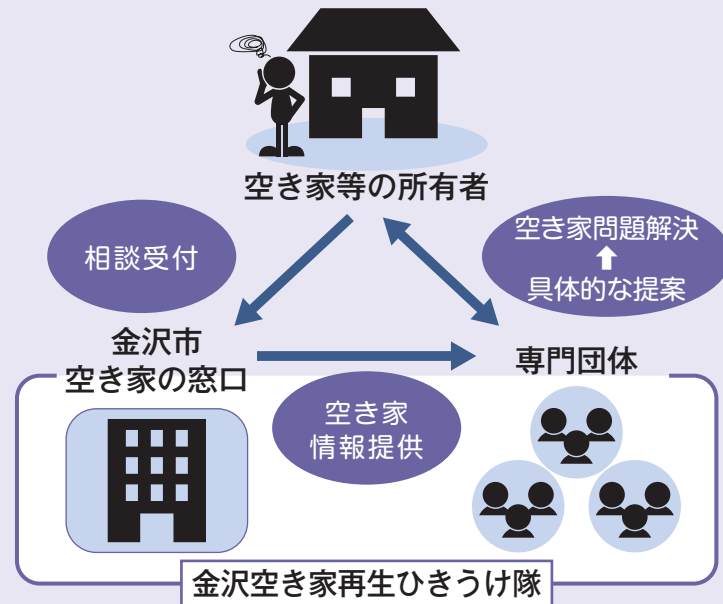 空き家等の所有者
相談受付
空き家問題解決
⬆
具体的な提案
金沢市
空き家の窓口
専門団体
空き家
情報提供
金沢空き家再生ひきうけ隊